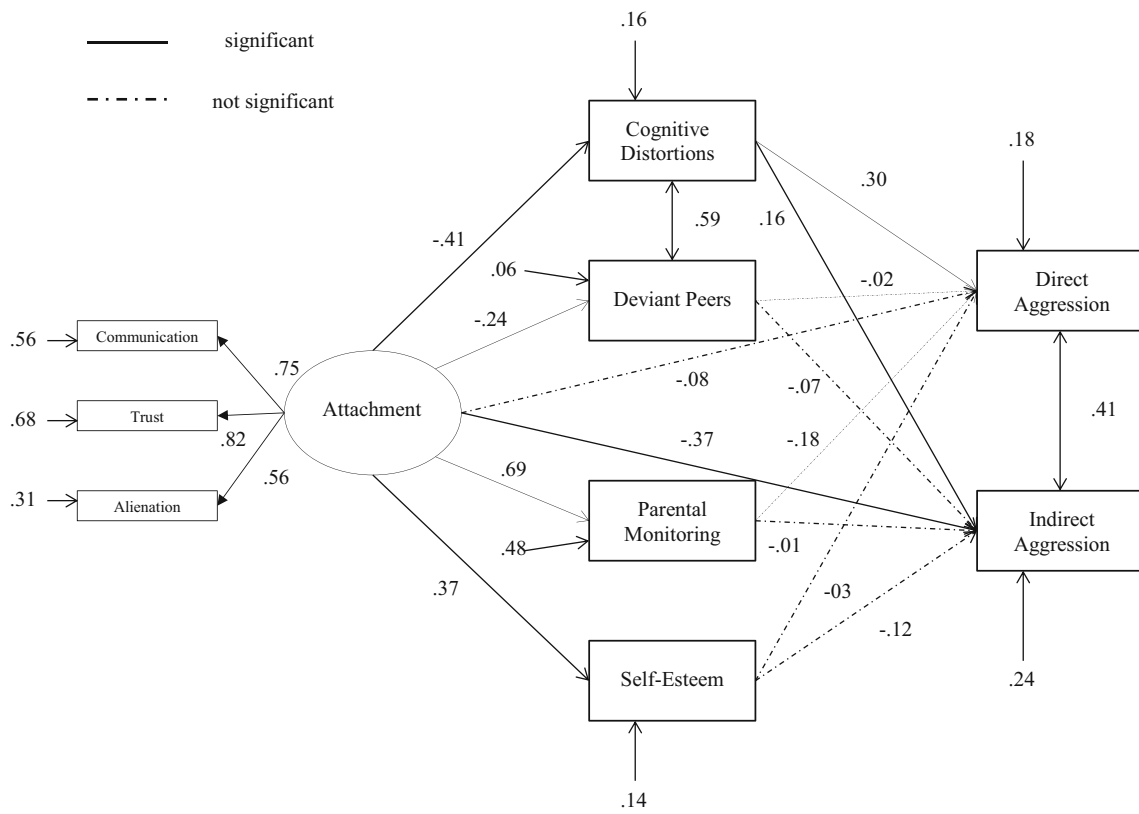 significant
not significant
.16
Cognitive
Distortions
.18
.30
.16
.59
-.41
.06
Deviant Peers
-.02
Direct
Aggression
-.24
.56
Communication
.75
Attachment
-.08
-.07
.41
.68
Trust
.82
-.37
-.18
.56
.69
.31
Alienation
Parental
Monitoring
.48
-.01
Indirect
Aggression
.37
-03
-.12
Self-Esteem
.24
.14